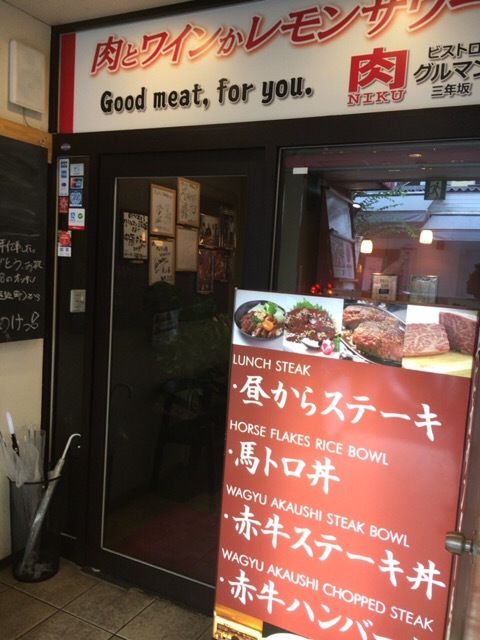 肉とワインかレモンサワー
Good meat, for you.
肉
NIKU
ビストロ
グルマン
三年坂
LUNCH STEAK
・昼からステーキ
HORSE FLAKES RICE BOWL
・馬トロ丼
WAGYU AKAUSHI STEAK BOWL
・赤牛ステーキ丼
WAGYU AKAUSHI CHOPPED STEAK
・赤牛ハンバー